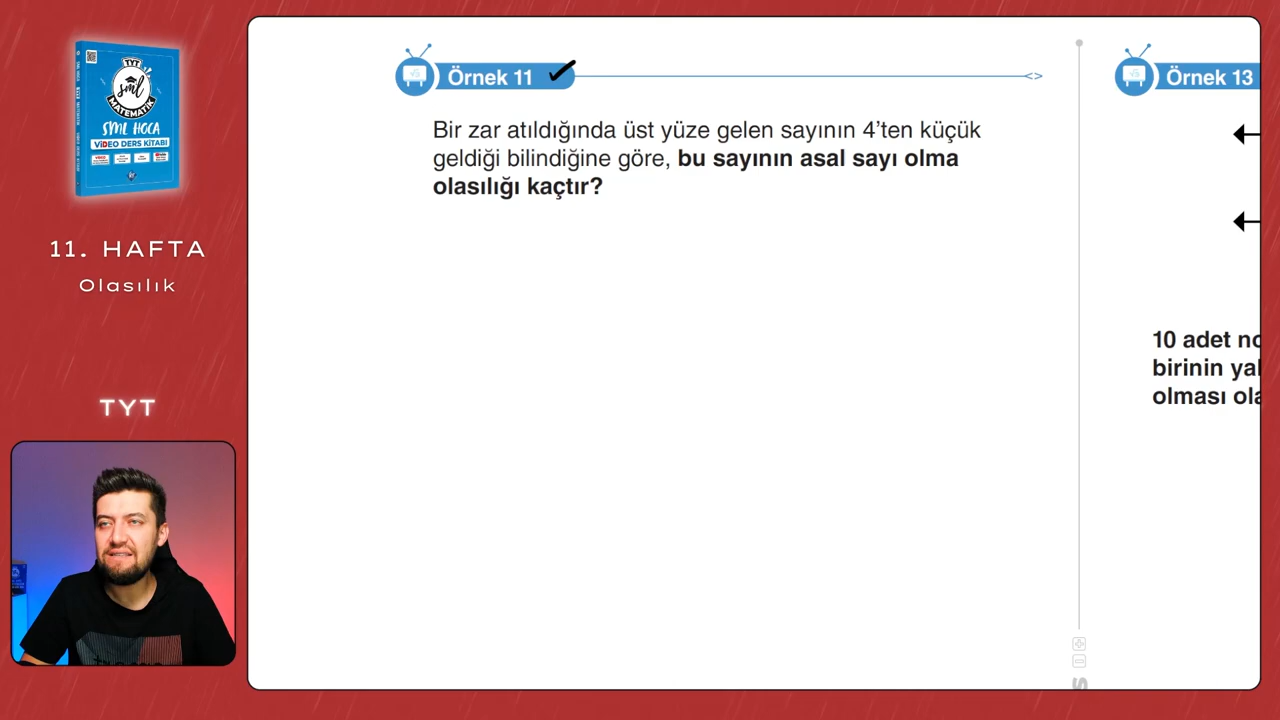 TYT
sml
MATEMATİK
SML HOCA
VİDEO DERS KİTABI
11. HAFTA
Olasılık
TYT
Örnek 11
Bir zar atıldığında üst yüze gelen sayının 4’ten küçük
geldiği bilindiğine göre, bu sayının asal sayı olma
olasılığı kaçtır?
Örnek 13
10 adet no
birinin yal
olması ola
S